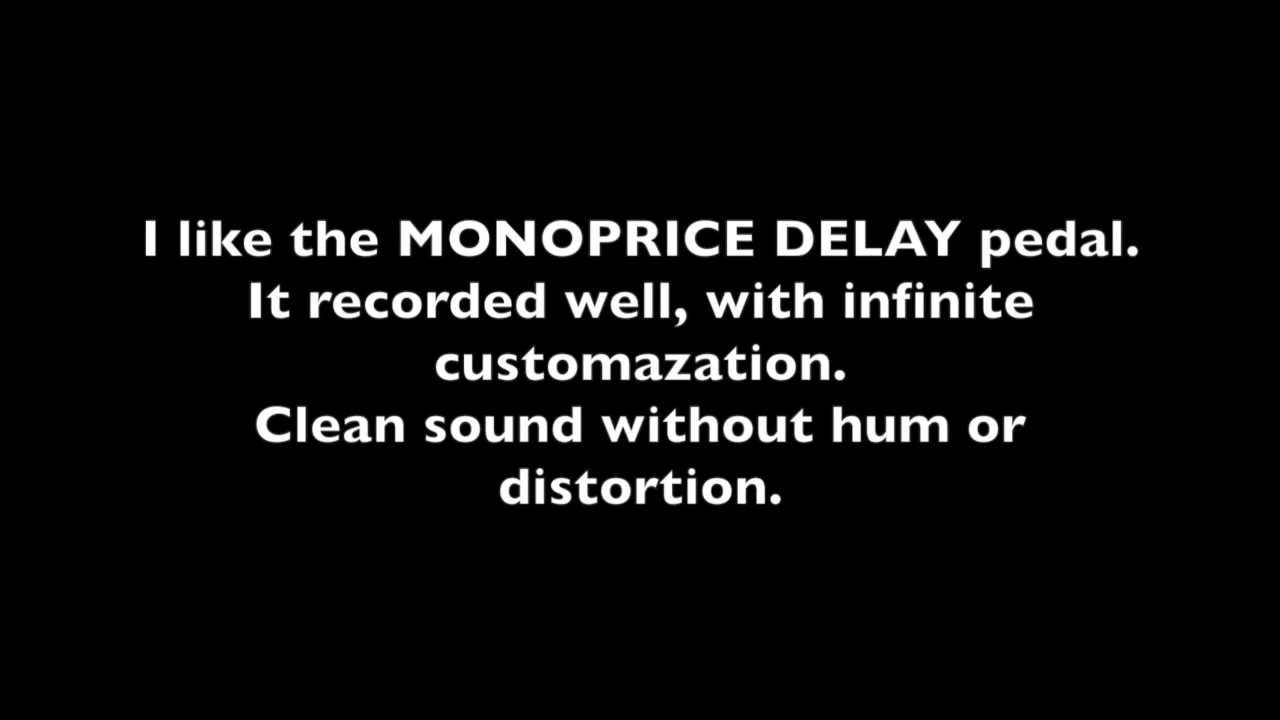 I like the MONOPRICE DELAY pedal.
It recorded well, with infinite
customazation.
Clean sound without hum or
distortion.